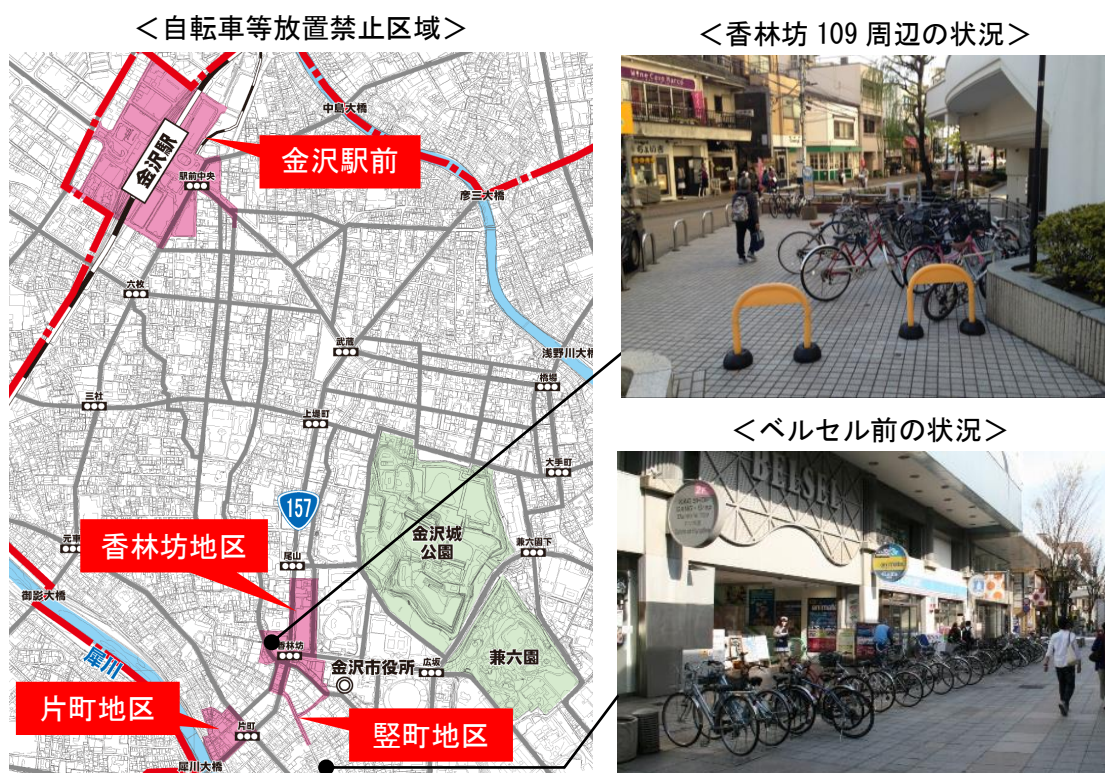 ＜自転車等放置禁止区域＞
中島大橋
金沢駅前
金沢駅
駅前中央
彦三大橋
六枚
武蔵
浅野川大橋
橋場
三社
上堤町
大手町
157
金沢城
公園
香林坊地区
尾山
兼六園下
御影大橋
香林坊
金沢市役所
広坂
兼六園
犀川
片町地区
片町
竪町地区
犀川大橋
＜香林坊 109 周辺の状況＞
＜ベルセル前の状況＞
BELSEL
animate